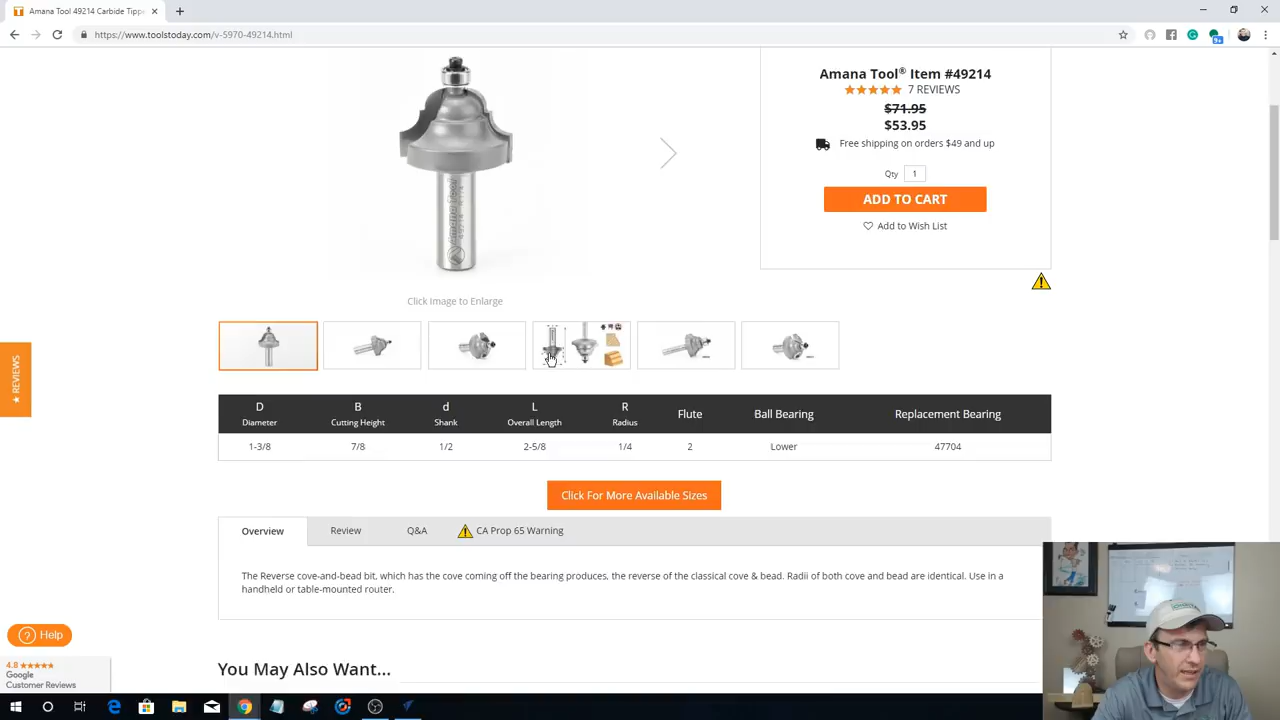 Amana Tool 49214 Carbide Tippe
https://www.toolstoday.com/v-5970-49214.html
9+
Amana Tool® Item #49214
7 REVIEWS
$71.95
$53.95
Free shipping on orders $49 and up
Qty 1
ADD TO CART
Add to Wish List
Amana Tool
Click Image to Enlarge
REVIEWS
D B d L R Flute Ball Bearing Replacement Bearing
Diameter Cutting Height Shank Overall Length Radius
1-3/8 7/8 1/2 2-5/8 1/4 2 Lower 47704
Click For More Available Sizes
Overview Review Q&A CA Prop 65 Warning
The Reverse cove-and-bead bit, which has the cove coming off the bearing produces, the reverse of the classical cove & bead. Radii of both cove and bead are identical. Use in a
handheld or table-mounted router.
? Help
4.8
Google
Customer Reviews
You May Also Want...